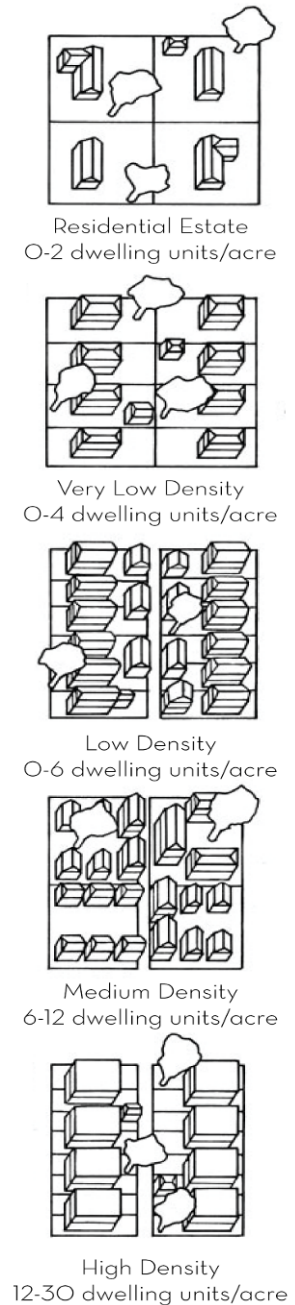 Residential Estate
0-2 dwelling units/acre
Very Low Density
0-4 dwelling units/acre
Low Density
0-6 dwelling units/acre
Medium Density
6-12 dwelling units/acre
High Density
12-30 dwelling units/acre